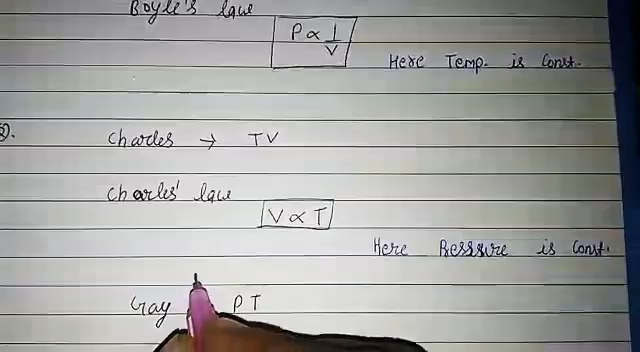 Boyle's law
P ∝ 1/V
Here Temp. is Const.
2).
Charles → TV
Charles' law
V ∝ T
Here Pressure is Const.
Gay PT